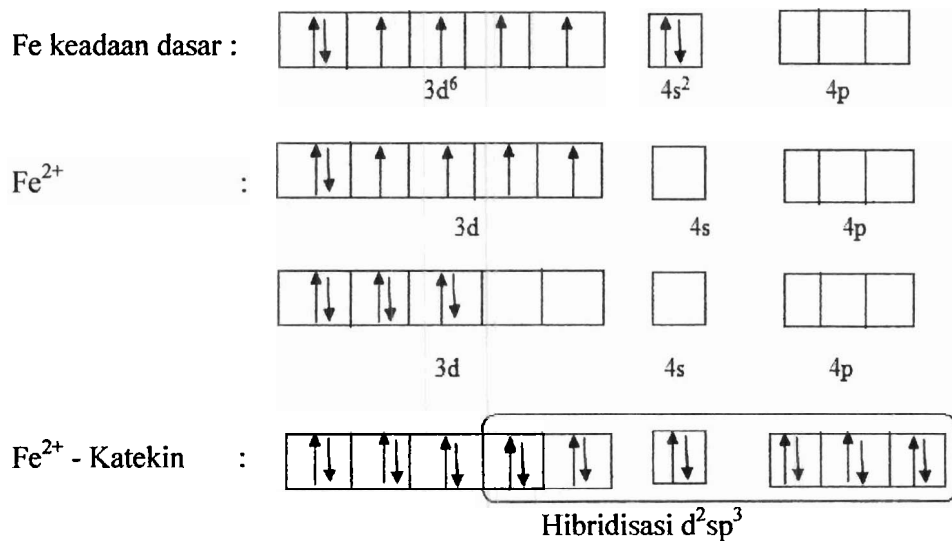 Fe keadaan dasar :
3d⁶ 4s² 4p
Fe²⁺ :
3d 4s 4p
3d 4s 4p
Fe²⁺ - Katekin :
Hibridisasi d²sp³